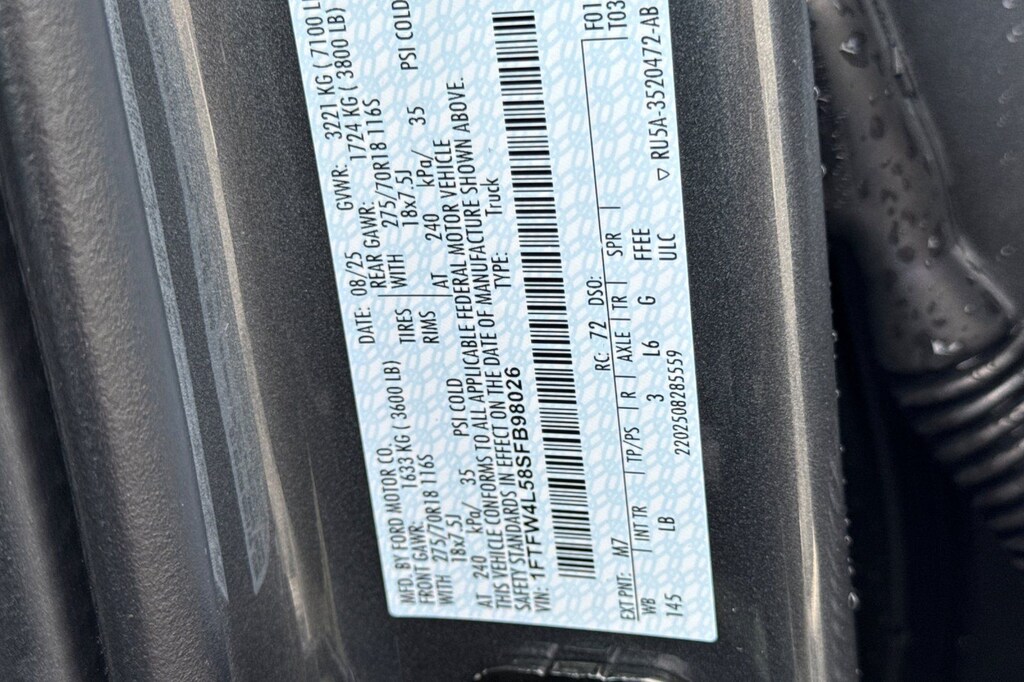 MFD. BY FORD MOTOR CO.
DATE: 08/25 GVWR: 3221 KG ( 7100 L
FRONT GAWR: 1633 KG ( 3600 LB) REAR GAWR: 1724 KG ( 3800 LB)
WITH 275/70R18 116S TIRES WITH 275/70R18 116S
18x7.5J RIMS 18x7.5J
AT 240 kPa/ 35 PSI COLD AT 240 kPa/ 35 PSI COLD
THIS VEHICLE CONFORMS TO ALL APPLICABLE FEDERAL MOTOR VEHICLE
SAFETY STANDARDS IN EFFECT ON THE DATE OF MANUFACTURE SHOWN ABOVE.
VIN: 1FTFW4L58SFB98026 TYPE: Truck
F01
T03
EXT PNT: M7 RC: 72 DSO:
WB INT TR TP/PS R AXLE TR SPR
145 LB 3 L6 G FFEE
ULC
220250828559 ▽ RU5A-3520472-AB